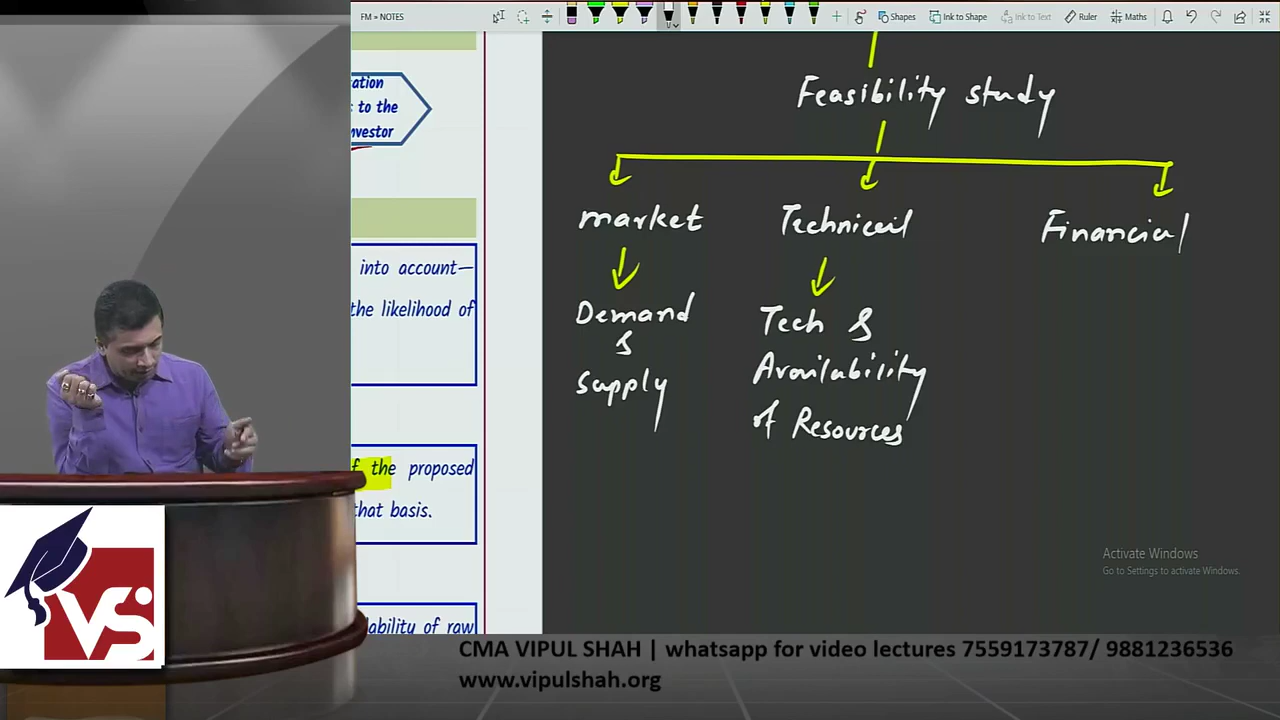 FM » NOTES
Shapes
Ink to Shape
Ink to Text
Ruler
Maths
ation
to the
nvestor
into account—
the likelihood of
f the proposed
that basis.
lability of raw
Feasibility study
market
Technical
Financial
Demand
&
Supply
Tech &
Availability
of Resources
Activate Windows
Go to Settings to activate Windows.
VS
CMA VIPUL SHAH | whatsapp for video lectures 7559173787/ 9881236536
www.vipulshah.org